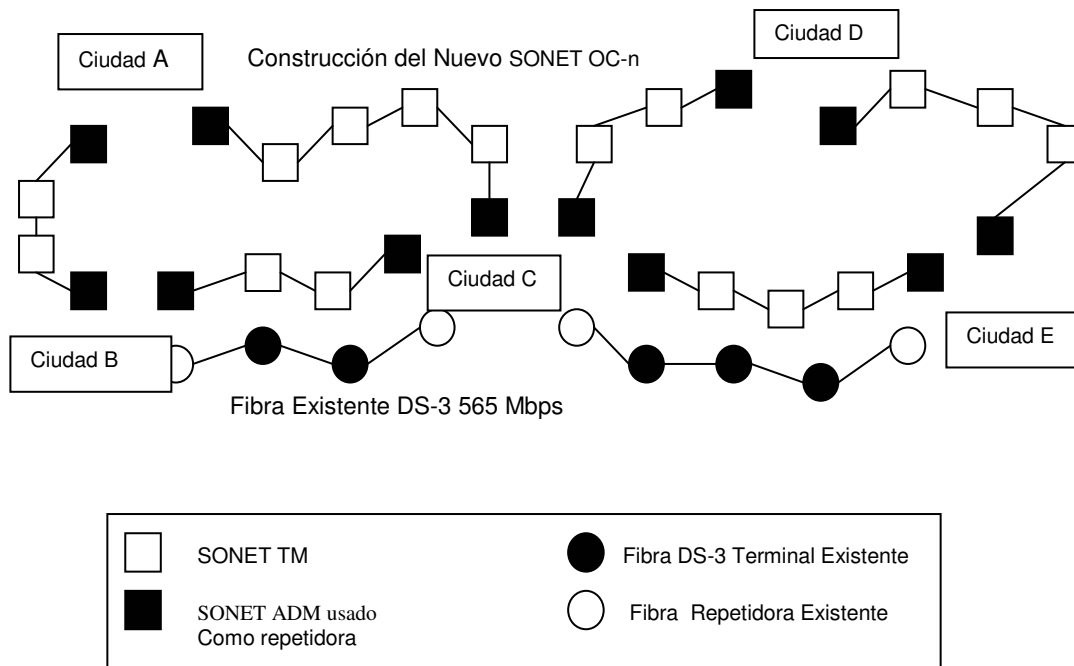 Ciudad A
Construcción del Nuevo SONET OC-n
Ciudad D
Ciudad C
Ciudad B
Ciudad E
Fibra Existente DS-3 565 Mbps
SONET TM
Fibra DS-3 Terminal Existente
SONET ADM usado
Como repetidora
Fibra Repetidora Existente